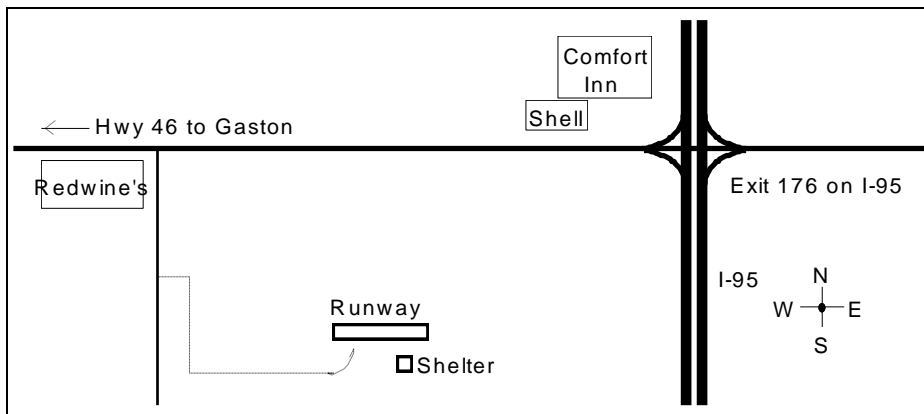 Comfort
Inn
Shell
Hwy 46 to Gaston
Redwine's
Exit 176 on I-95
I-95
N
W
E
S
Runway
Shelter